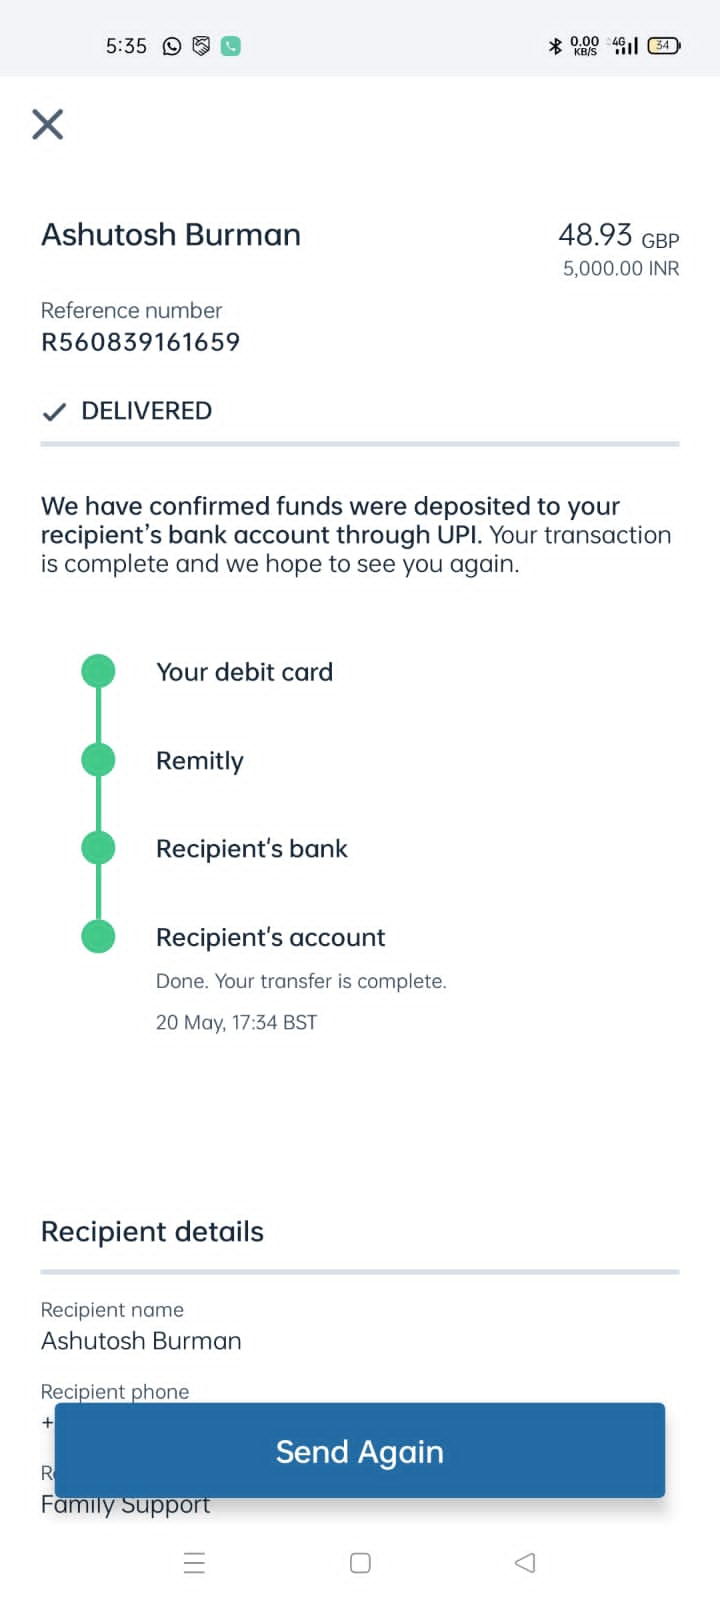 5:35
0.00
KB/S
4G
34
Ashutosh Burman
48.93 GBP
5,000.00 INR
Reference number
R560839161659
DELIVERED
We have confirmed funds were deposited to your
recipient's bank account through UPI. Your transaction
is complete and we hope to see you again.
Your debit card
Remitly
Recipient's bank
Recipient's account
Done. Your transfer is complete.
20 May, 17:34 BST
Recipient details
Recipient name
Ashutosh Burman
Recipient phone
+
Send Again
Family Support